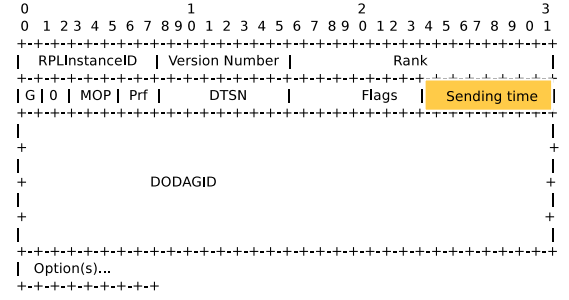 0 1 2 3
0 1 2 3 4 5 6 7 8 9 0 1 2 3 4 5 6 7 8 9 0 1 2 3 4 5 6 7 8 9 0 1
+-+-+-+-+-+-+-+-+-+-+-+-+-+-+-+-+-+-+-+-+-+-+-+-+-+-+-+-+-+-+-+-+
| RPLInstanceID | Version Number | Rank |
+-+-+-+-+-+-+-+-+-+-+-+-+-+-+-+-+-+-+-+-+-+-+-+-+-+-+-+-+-+-+-+-+
| G | 0 | MOP | Prf | DTSN | Flags | Sending time |
+-+-+-+-+-+-+-+-+-+-+-+-+-+-+-+-+-+-+-+-+-+-+-+-+-+-+-+-+-+-+-+-+
| |
+ +
| |
+ DODAGID +
| |
+ +
| |
+-+-+-+-+-+-+-+-+-+-+-+-+-+-+-+-+-+-+-+-+-+-+-+-+-+-+-+-+-+-+-+-+
| Option(s)...
+-+-+-+-+-+-+-+-+